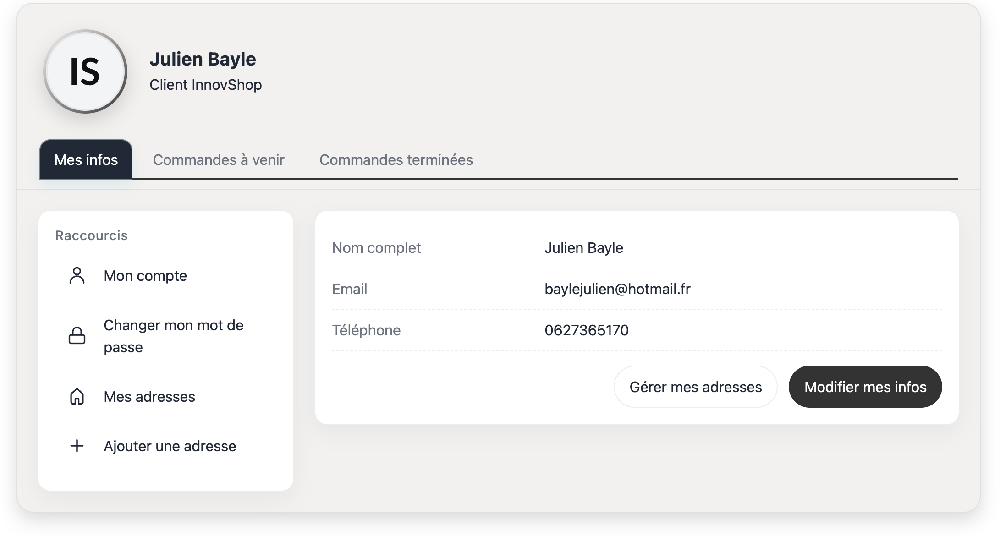 IS
Julien Bayle
Client InnovShop
Mes infos
Commandes à venir
Commandes terminées
Raccourcis
Mon compte
Changer mon mot de
passe
Mes adresses
Ajouter une adresse
Nom complet
Julien Bayle
Email
baylejulien@hotmail.fr
Téléphone
0627365170
Gérer mes adresses
Modifier mes infos